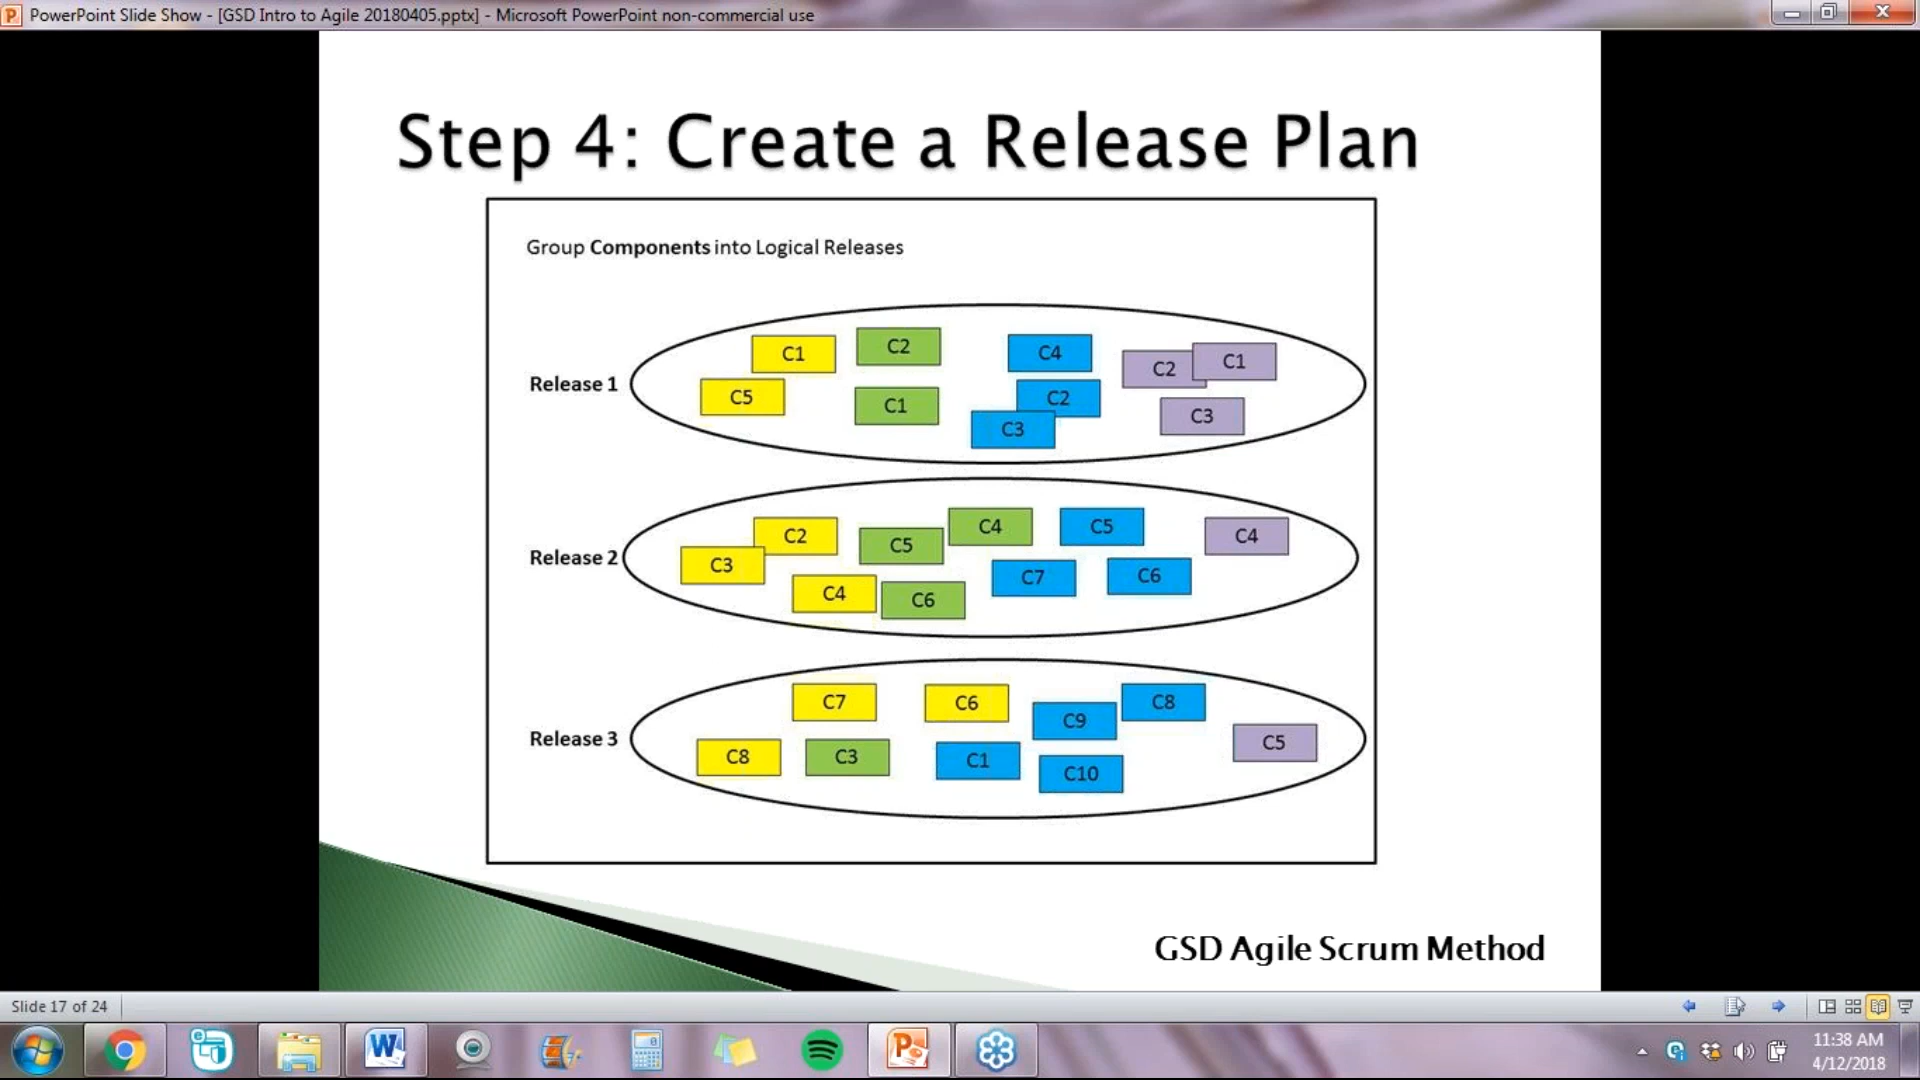 PowerPoint Slide Show - [GSD Intro to Agile 20180405.pptx] - Microsoft PowerPoint non-commercial use
Step 4: Create a Release Plan
Group Components into Logical Releases
Release 1
C1
C2
C4
C2
C1
C5
C1
C2
C3
C3
Release 2
C2
C5
C4
C5
C4
C3
C7
C6
C4
C6
Release 3
C7
C6
C9
C8
C5
C8
C3
C1
C10
GSD Agile Scrum Method
Slide 17 of 24
11:38 AM
4/12/2018